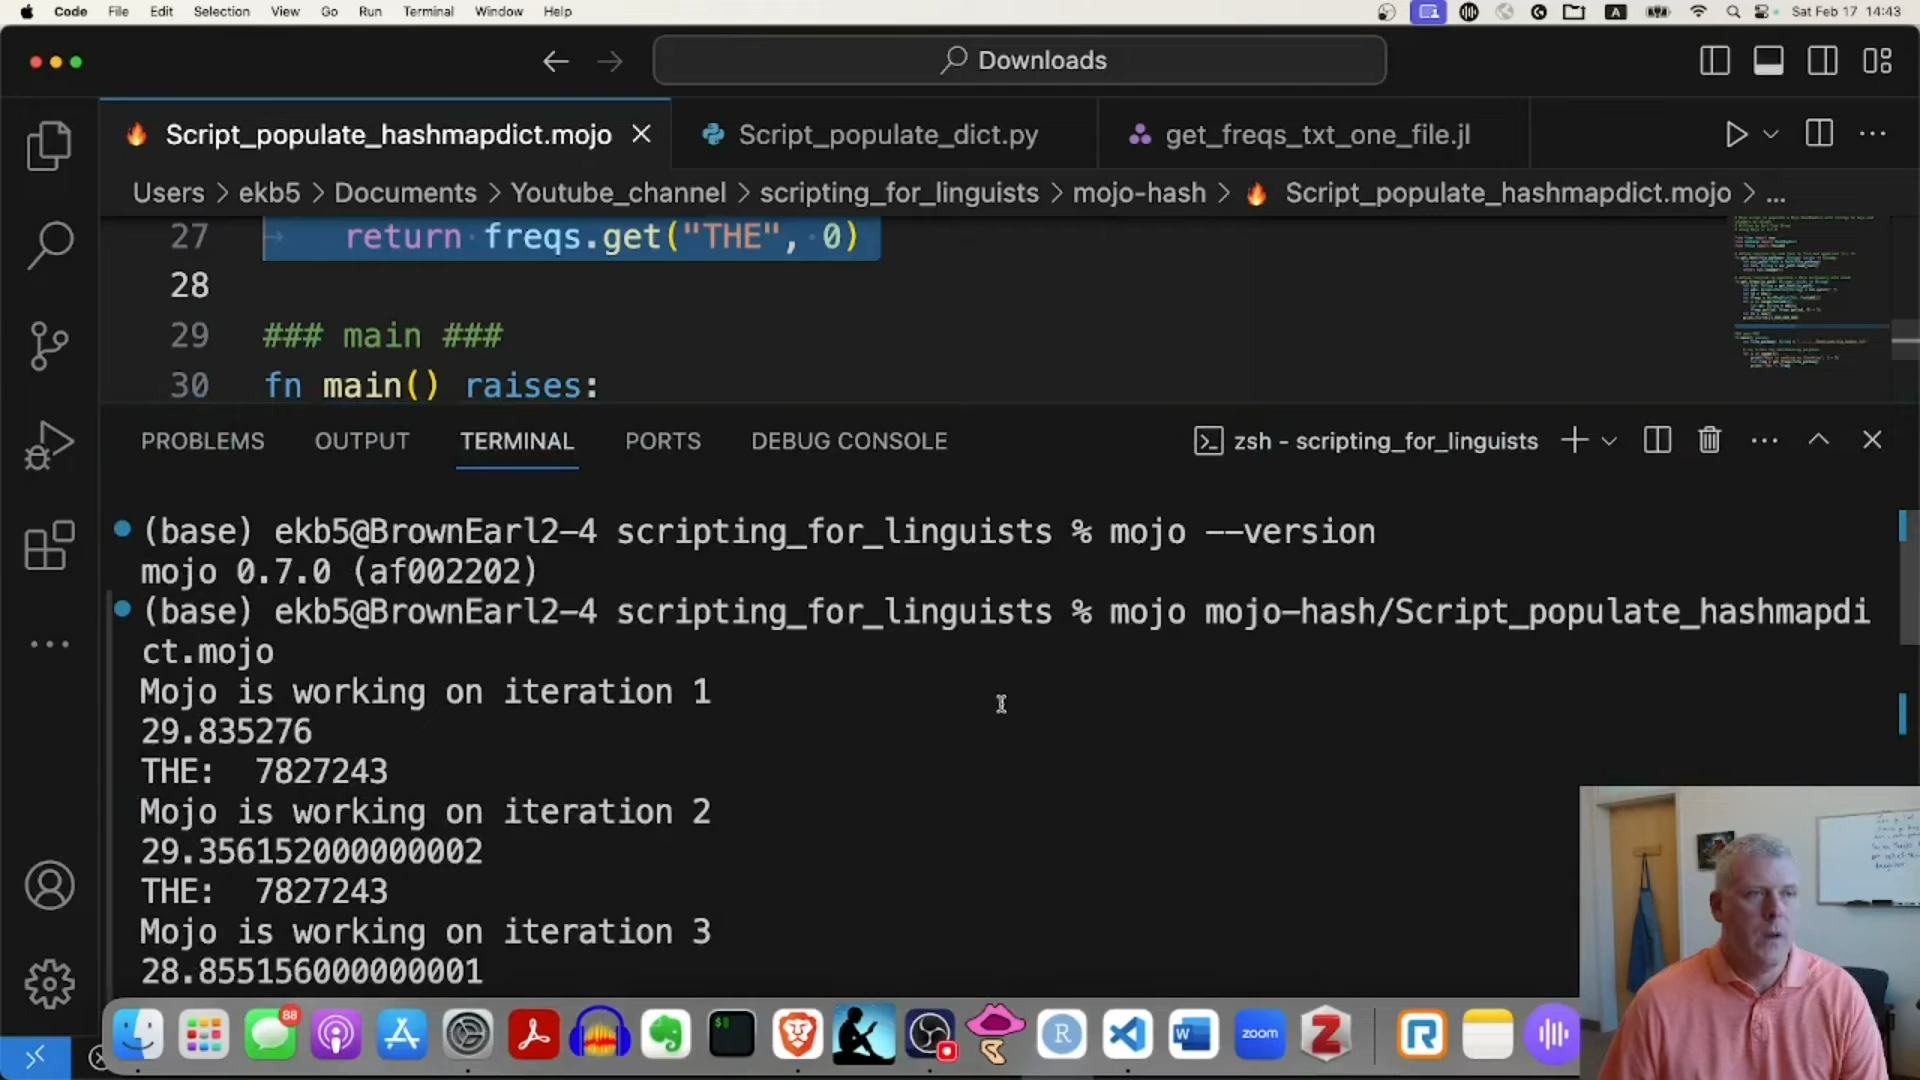 Code File Edit Selection View Go Run Terminal Window Help
A
Sat Feb 17 14:43
Downloads
Script_populate_hashmapdict.mojo
Script_populate_dict.py
get_freqs_txt_one_file.jl
Users > ekb5 > Documents > Youtube_channel > scripting_for_linguists > mojo-hash > Script_populate_hashmapdict.mojo > ...
27 return freqs.get("THE", 0)
28
29 ### main ###
30 fn main() raises:
PROBLEMS OUTPUT TERMINAL PORTS DEBUG CONSOLE
zsh - scripting_for_linguists
(base) ekb5@BrownEarl2-4 scripting_for_linguists % mojo --version
mojo 0.7.0 (af002202)
(base) ekb5@BrownEarl2-4 scripting_for_linguists % mojo mojo-hash/Script_populate_hashmapdi
ct.mojo
Mojo is working on iteration 1
29.835276
THE:  7827243
Mojo is working on iteration 2
29.356152000000002
THE:  7827243
Mojo is working on iteration 3
28.855156000000001
88
$
R
W
zoom
Z
R